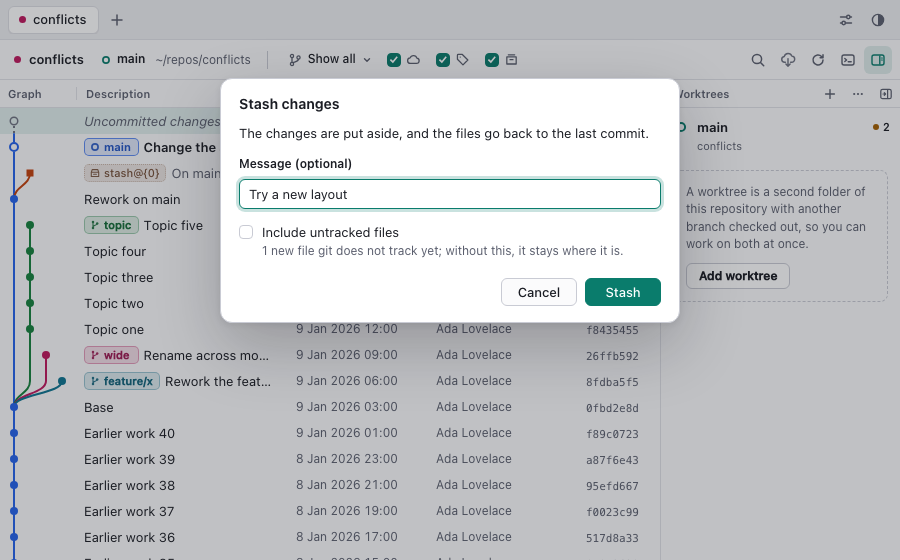 conflicts
conflicts main ~/repos/conflicts Show all
Graph Description Worktrees
Uncommitted changes
main Change the
stash@{0} On main
Rework on main
topic Topic five
Topic four
Topic three
Topic two
Topic one 9 Jan 2026 12:00 Ada Lovelace f8435455
wide Rename across mo… 9 Jan 2026 09:00 Ada Lovelace 26ffb592
feature/x Rework the feat… 9 Jan 2026 06:00 Ada Lovelace 8fdba5f5
Base 9 Jan 2026 03:00 Ada Lovelace 0fbd2e8d
Earlier work 40 9 Jan 2026 01:00 Ada Lovelace f89c0723
Earlier work 39 8 Jan 2026 23:00 Ada Lovelace a87f6e43
Earlier work 38 8 Jan 2026 21:00 Ada Lovelace 95efd667
Earlier work 37 8 Jan 2026 19:00 Ada Lovelace f0023c99
Earlier work 36 8 Jan 2026 17:00 Ada Lovelace 517d8a33
Stash changes
The changes are put aside, and the files go back to the last commit.
Message (optional)
Try a new layout
Include untracked files
1 new file git does not track yet; without this, it stays where it is.
Cancel Stash
main 2
conflicts
A worktree is a second folder of
this repository with another
branch checked out, so you can
work on both at once.
Add worktree